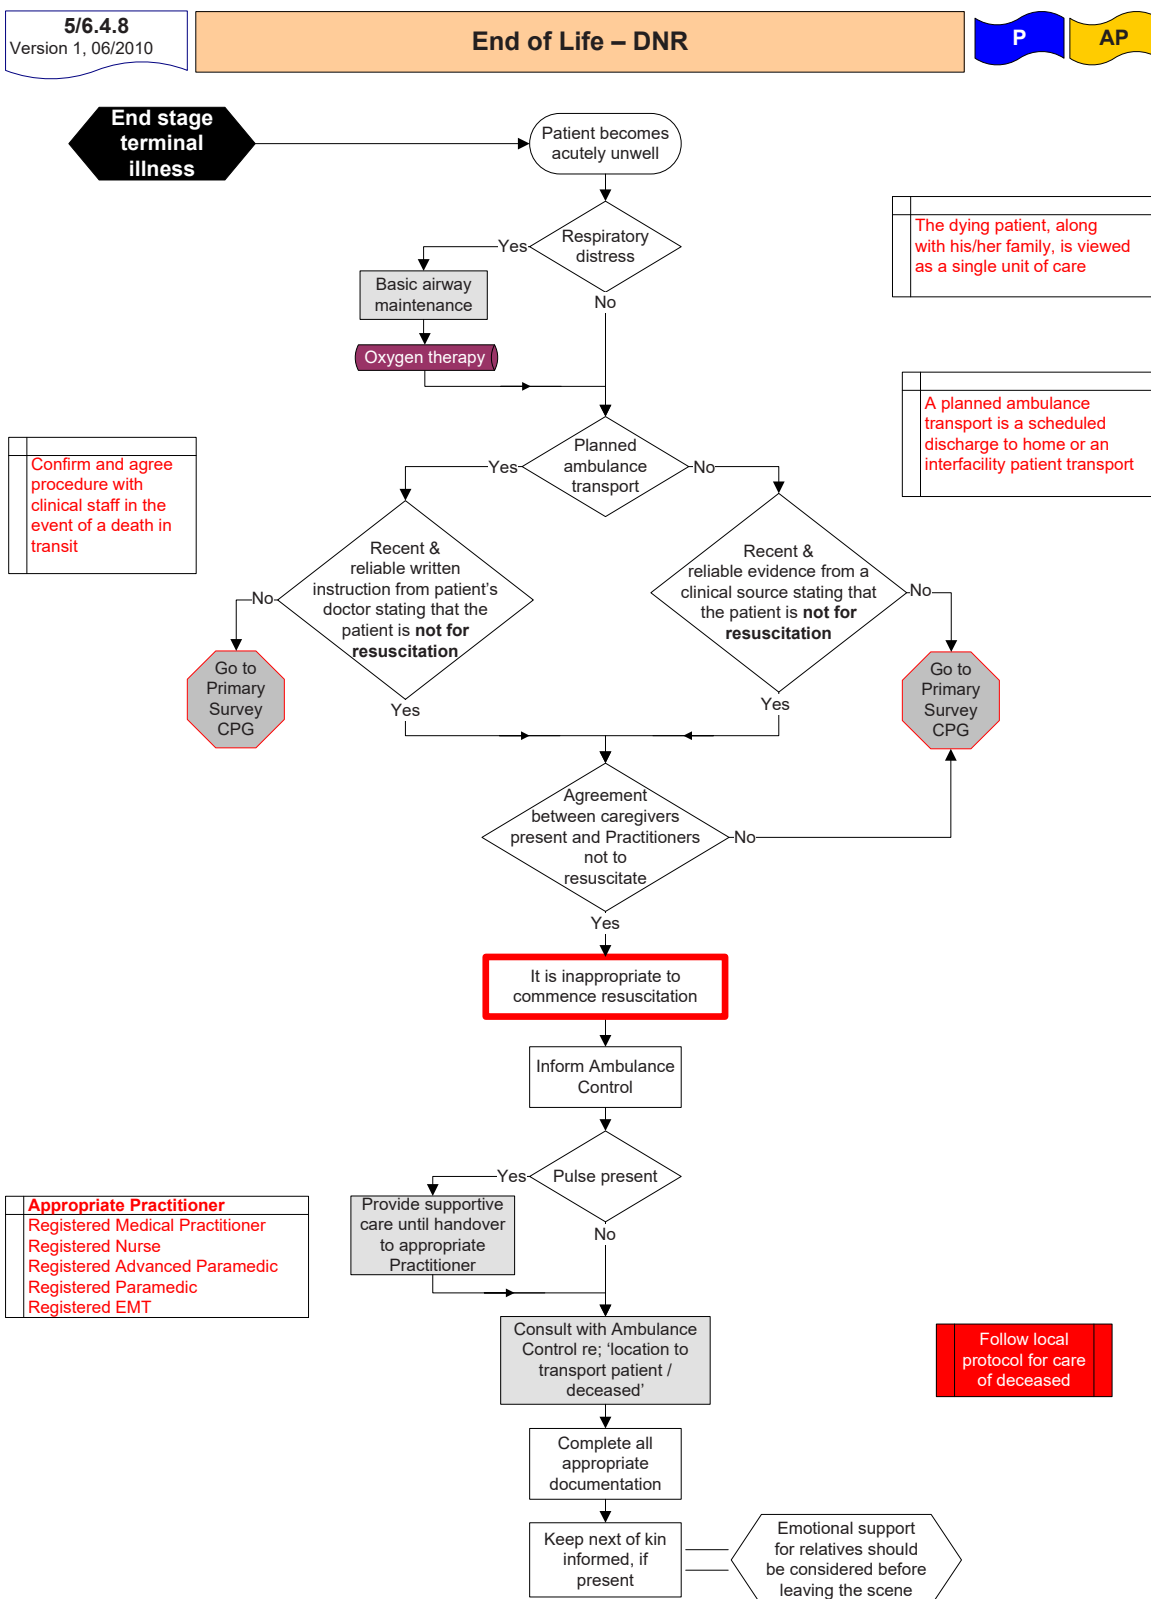 5/6.4.8
Version 1, 06/2010
End of Life – DNR
P
AP
End stage
terminal
illness
Patient becomes
acutely unwell
The dying patient, along
with his/her family, is viewed
as a single unit of care
Respiratory
distress
Yes
No
Basic airway
maintenance
Oxygen therapy
A planned ambulance
transport is a scheduled
discharge to home or an
interfacility patient transport
Planned
ambulance
transport
Yes
No
Confirm and agree
procedure with
clinical staff in the
event of a death in
transit
Recent &
reliable written
instruction from patient’s
doctor stating that the
patient is not for
resuscitation
No
Yes
Recent &
reliable evidence from a
clinical source stating that
the patient is not for
resuscitation
No
Yes
Go to
Primary
Survey
CPG
Go to
Primary
Survey
CPG
Agreement
between caregivers
present and Practitioners
not to
resuscitate
No
Yes
It is inappropriate to
commence resuscitation
Inform Ambulance
Control
Pulse present
Yes
No
Provide supportive
care until handover
to appropriate
Practitioner
Appropriate Practitioner
Registered Medical Practitioner
Registered Nurse
Registered Advanced Paramedic
Registered Paramedic
Registered EMT
Consult with Ambulance
Control re; ‘location to
transport patient /
deceased’
Follow local
protocol for care
of deceased
Complete all
appropriate
documentation
Keep next of kin
informed, if
present
Emotional support
for relatives should
be considered before
leaving the scene